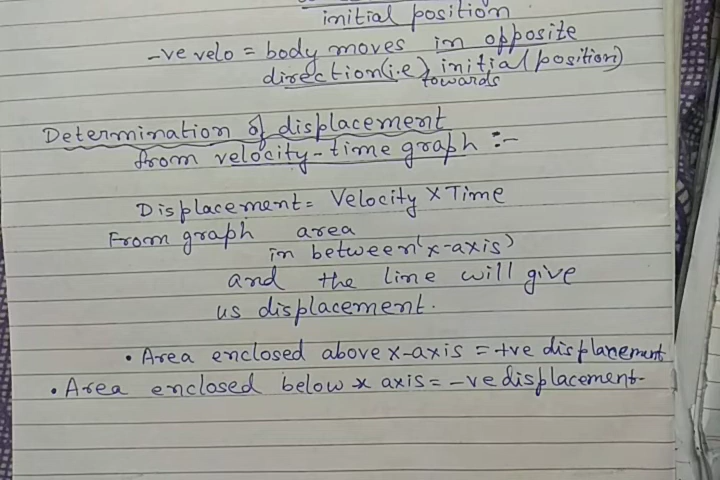 initial position
-ve velo = body moves in opposite
direction (i.e) initial position)
towards
Determination of displacement
from velocity-time graph :-
Displacement = Velocity × Time
From graph area
in between 'x-axis'
and the line will give
us displacement.
• Area enclosed above x-axis = +ve displacement
• Area enclosed below x axis = -ve displacement-